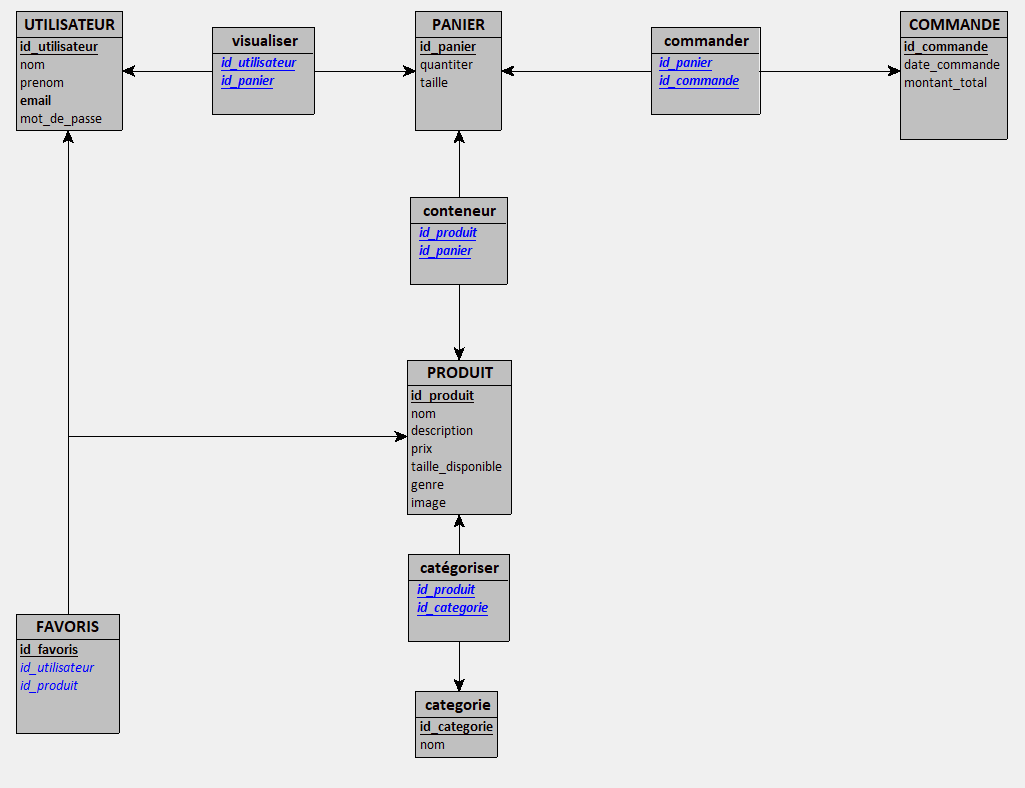 UTILISATEUR
id_utilisateur
nom
prenom
email
mot_de_passe
visualiser
id_utilisateur
id_panier
PANIER
id_panier
quantiter
taille
commander
id_panier
id_commande
COMMANDE
id_commande
date_commande
montant_total
conteneur
id_produit
id_panier
PRODUIT
id_produit
nom
description
prix
taille_disponible
genre
image
catégoriser
id_produit
id_categorie
FAVORIS
id_favoris
id_utilisateur
id_produit
categorie
id_categorie
nom